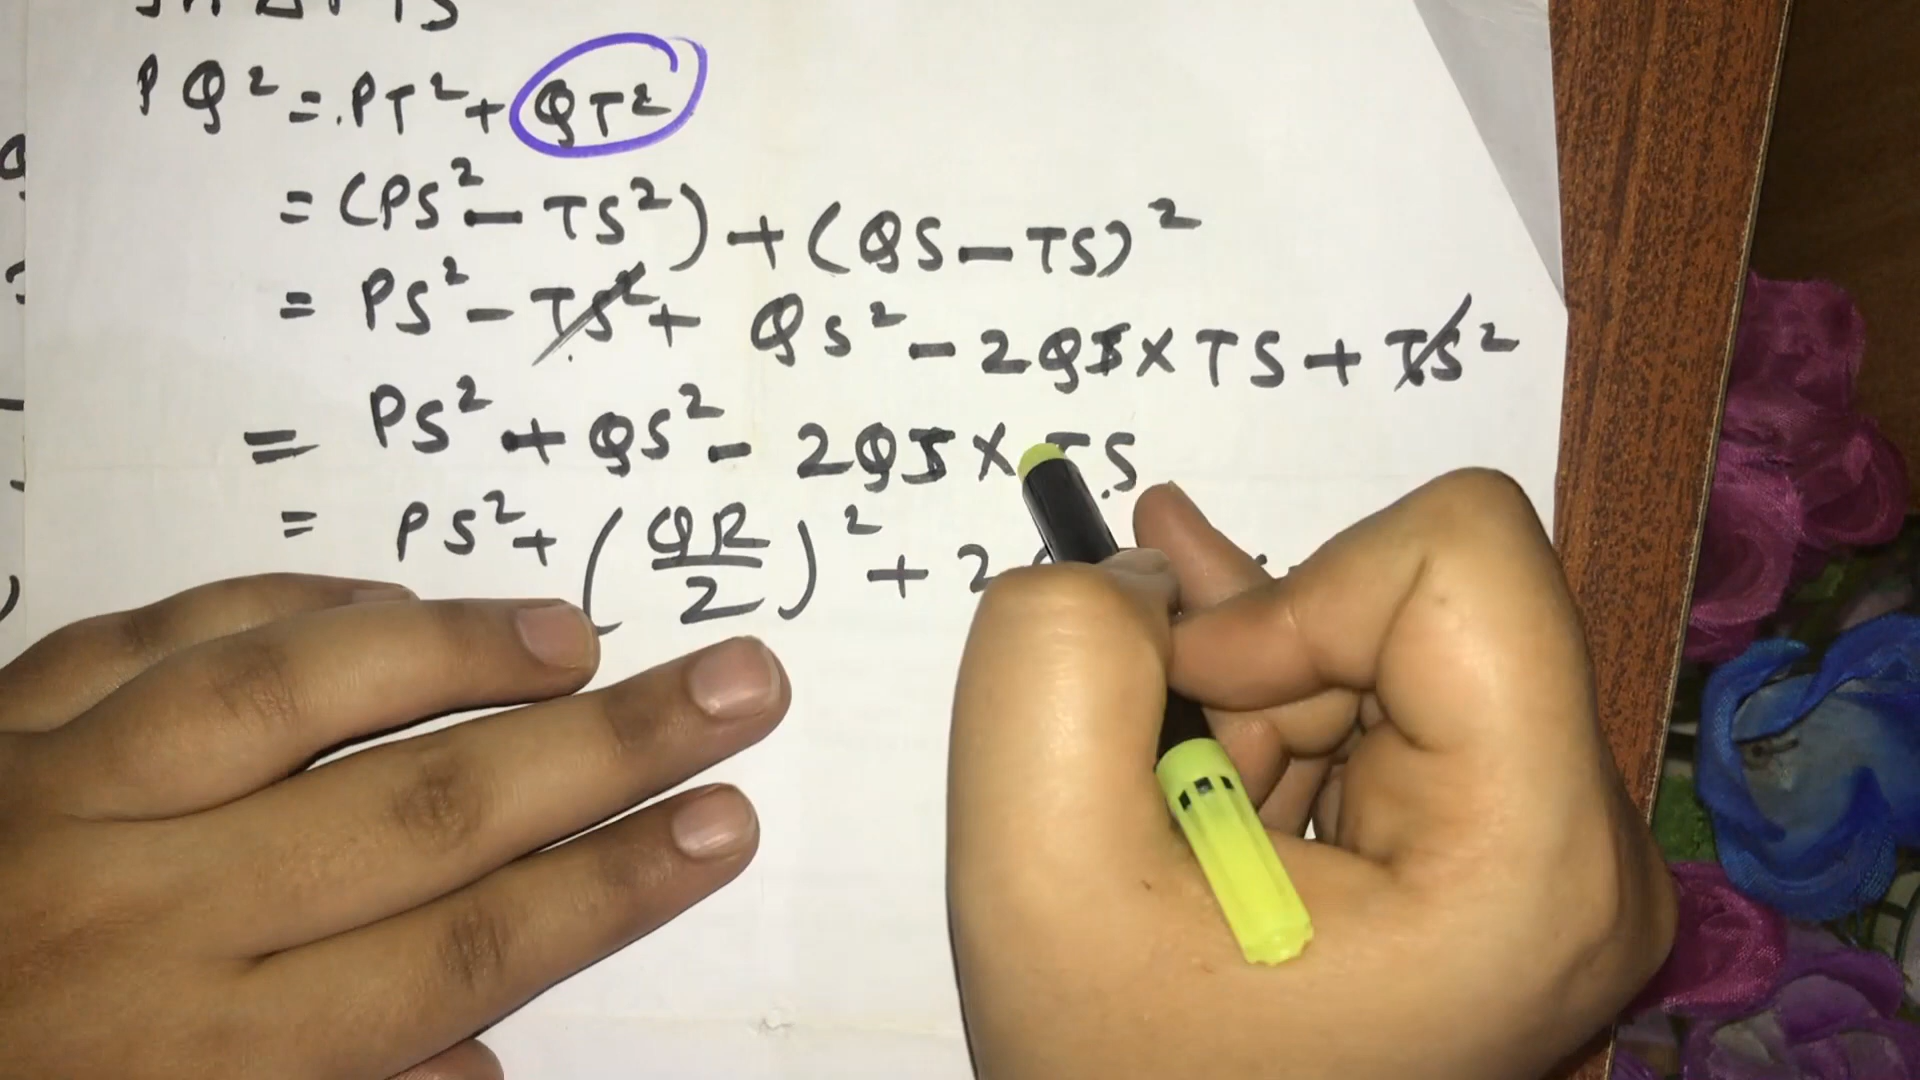 PQ² = PT² + QT²
= (PS² - TS²) + (QS - TS)²
= PS² - TS² + QS² - 2QS × TS + TS²
= PS² + QS² - 2QS × TS
= PS² + (QR/2)² + 2